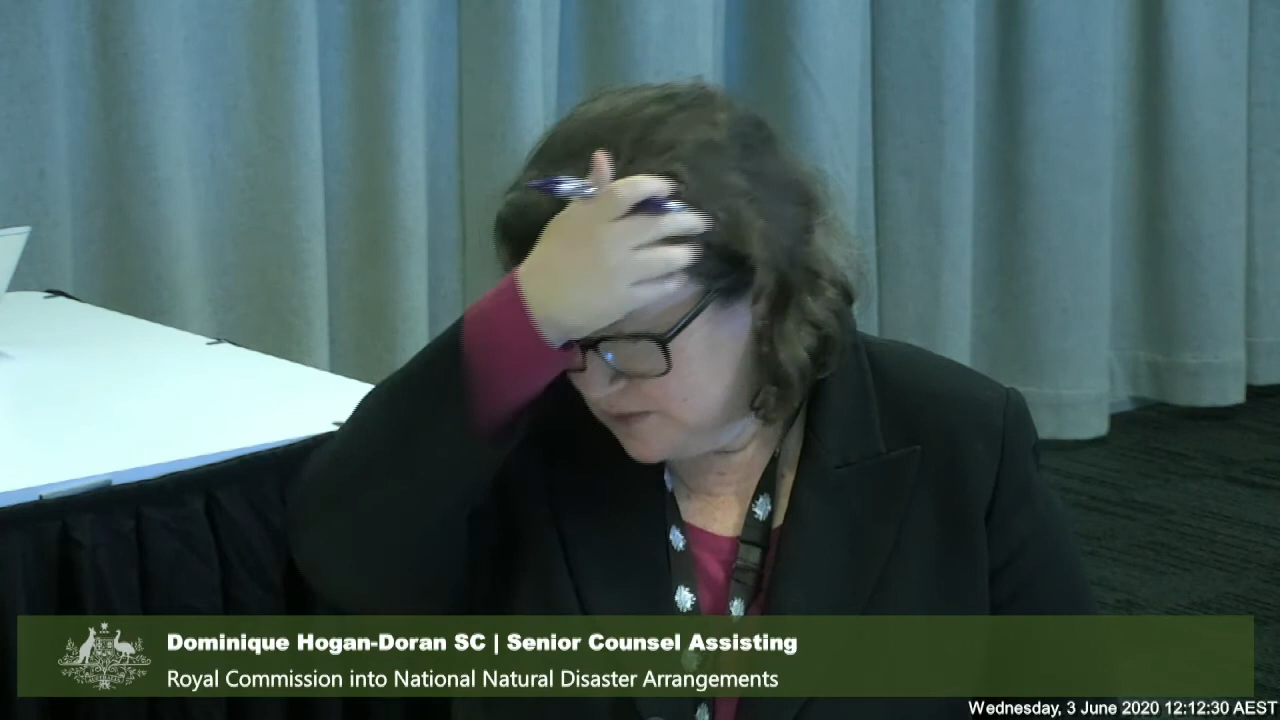 Dominique Hogan-Doran SC | Senior Counsel Assisting
Royal Commission into National Natural Disaster Arrangements
Wednesday, 3 June 2020 12:12:30 AEST